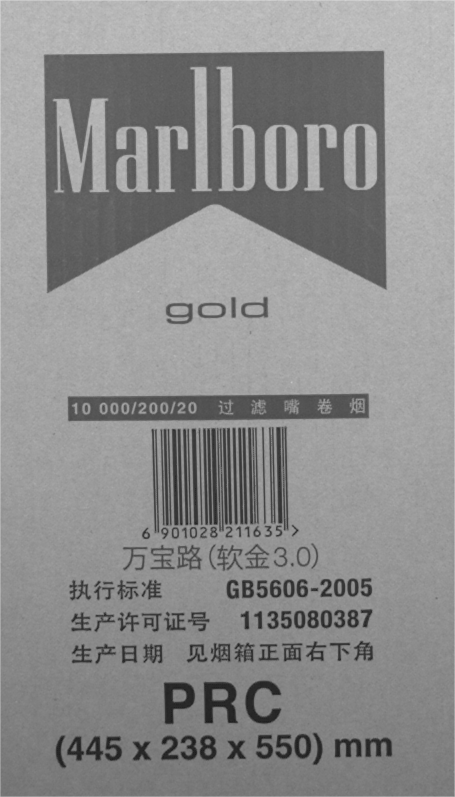 Marlboro
gold
10 000/200/20 过滤嘴卷烟
6 901028 211635 >
万宝路(软金3.0)
执行标准 GB5606-2005
生产许可证号 1135080387
生产日期 见烟箱正面右下角
PRC
(445 x 238 x 550) mm